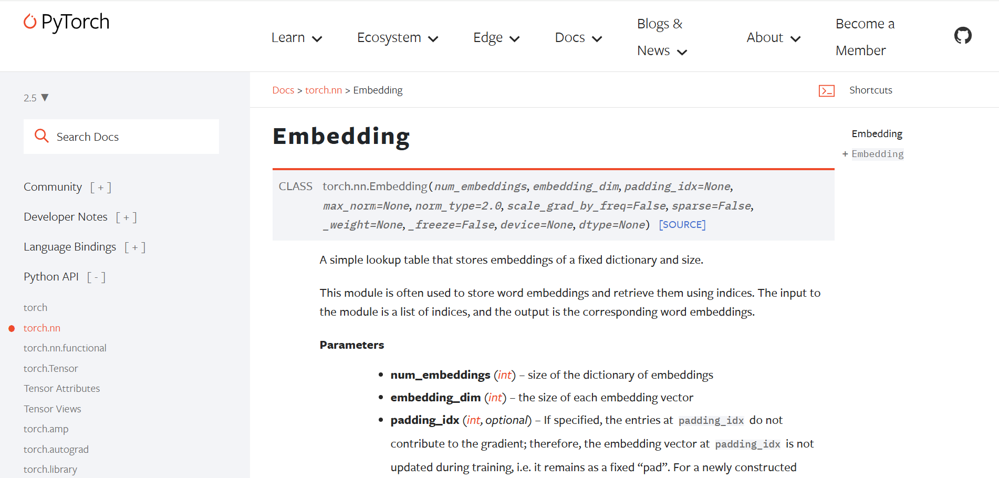 PyTorch
Learn
Ecosystem
Edge
Docs
Blogs &
News
About
Become a
Member
2.5 ▼
Search Docs
Community [ + ]
Developer Notes [ + ]
Language Bindings [ + ]
Python API [ - ]
torch
torch.nn
torch.nn.functional
torch.Tensor
Tensor Attributes
Tensor Views
torch.amp
torch.autograd
torch.library
Docs > torch.nn > Embedding
Shortcuts
Embedding
CLASS torch.nn.Embedding(num_embeddings, embedding_dim, padding_idx=None,
max_norm=None, norm_type=2.0, scale_grad_by_freq=False, sparse=False,
_weight=None, _freeze=False, device=None, dtype=None) [SOURCE]
A simple lookup table that stores embeddings of a fixed dictionary and size.
This module is often used to store word embeddings and retrieve them using indices. The input to
the module is a list of indices, and the output is the corresponding word embeddings.
Parameters
• num_embeddings (int) – size of the dictionary of embeddings
• embedding_dim (int) – the size of each embedding vector
• padding_idx (int, optional) – If specified, the entries at padding_idx do not
contribute to the gradient; therefore, the embedding vector at padding_idx is not
updated during training, i.e. it remains as a fixed “pad”. For a newly constructed
Embedding
+ Embedding